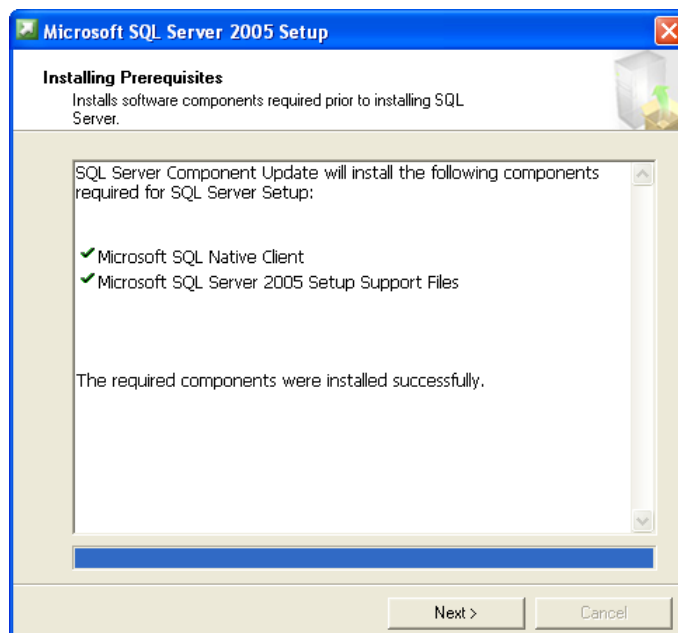 Microsoft SQL Server 2005 Setup
Installing Prerequisites
Installs software components required prior to installing SQL
Server.
SQL Server Component Update will install the following components
required for SQL Server Setup:
Microsoft SQL Native Client
Microsoft SQL Server 2005 Setup Support Files
The required components were installed successfully.
Next >
Cancel